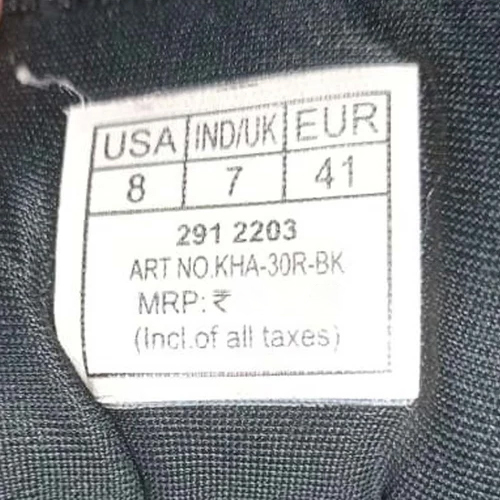 USA IND/UK EUR
8 7 41
291 2203
ART NO.KHA-30R-BK
MRP:₹
(Incl.of all taxes)